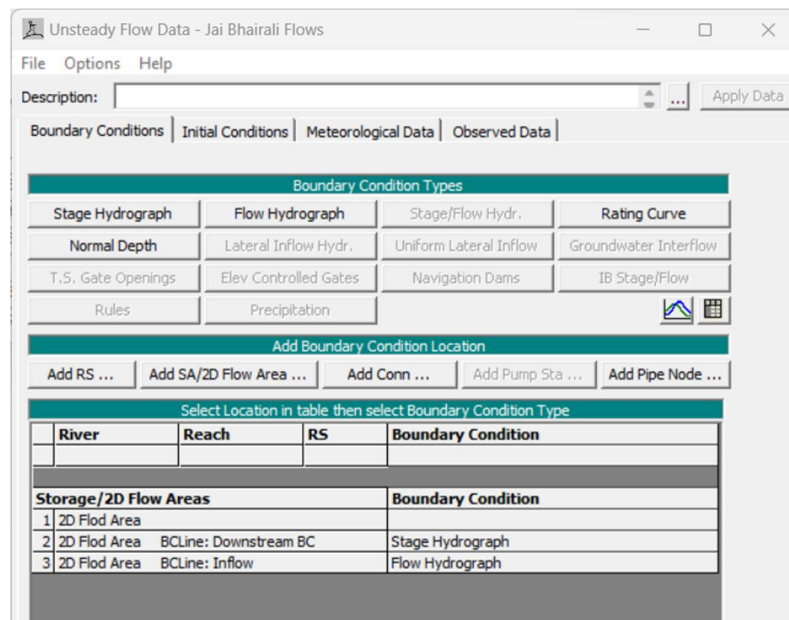 Unsteady Flow Data - Jai Bhairali Flows
File Options Help
Description: ... Apply Data
Boundary Conditions Initial Conditions Meteorological Data Observed Data
Boundary Condition Types
Stage Hydrograph Flow Hydrograph Stage/Flow Hydr. Rating Curve
Normal Depth Lateral Inflow Hydr. Uniform Lateral Inflow Groundwater Interflow
T.S. Gate Openings Elev Controlled Gates Navigation Dams IB Stage/Flow
Rules Precipitation
Add Boundary Condition Location
Add RS ... Add SA/2D Flow Area ... Add Conn ... Add Pump Sta ... Add Pipe Node ...
Select Location in table then select Boundary Condition Type
River Reach RS Boundary Condition
Storage/2D Flow Areas Boundary Condition
1 2D Flod Area
2 2D Flod Area BCLine: Downstream BC Stage Hydrograph
3 2D Flod Area BCLine: Inflow Flow Hydrograph